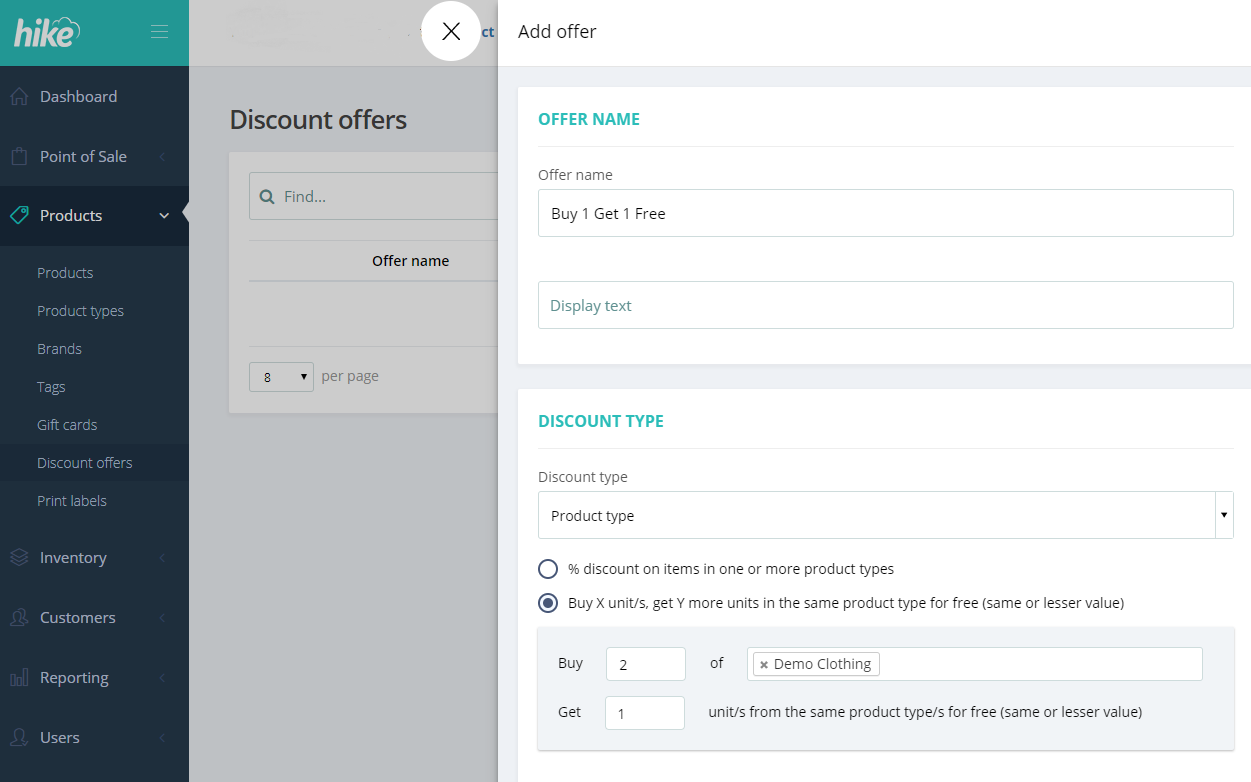 hike
Dashboard
Point of Sale
Products
Products
Product types
Brands
Tags
Gift cards
Discount offers
Print labels
Inventory
Customers
Reporting
Users
ct
Discount offers
Find...
Offer name
8 per page
Add offer
OFFER NAME
Offer name
Buy 1 Get 1 Free
Display text
DISCOUNT TYPE
Discount type
Product type
% discount on items in one or more product types
Buy X unit/s, get Y more units in the same product type for free (same or lesser value)
Buy 2 of × Demo Clothing
Get 1 unit/s from the same product type/s for free (same or lesser value)